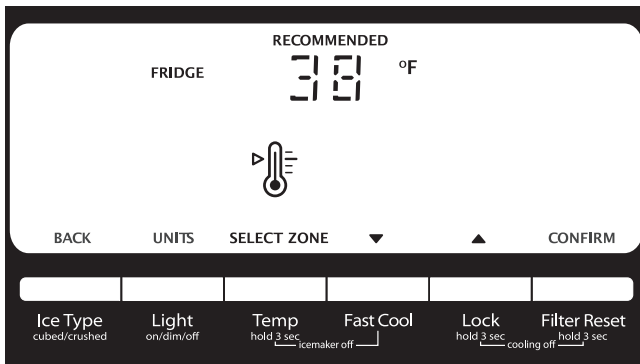 RECOMMENDED
FRIDGE 38 °F
BACK UNITS SELECT ZONE ▼ ▲ CONFIRM
Ice Type Light Temp Fast Cool Lock Filter Reset
cubed/crushed on/dim/off hold 3 sec hold 3 sec hold 3 sec
icemaker off cooling off